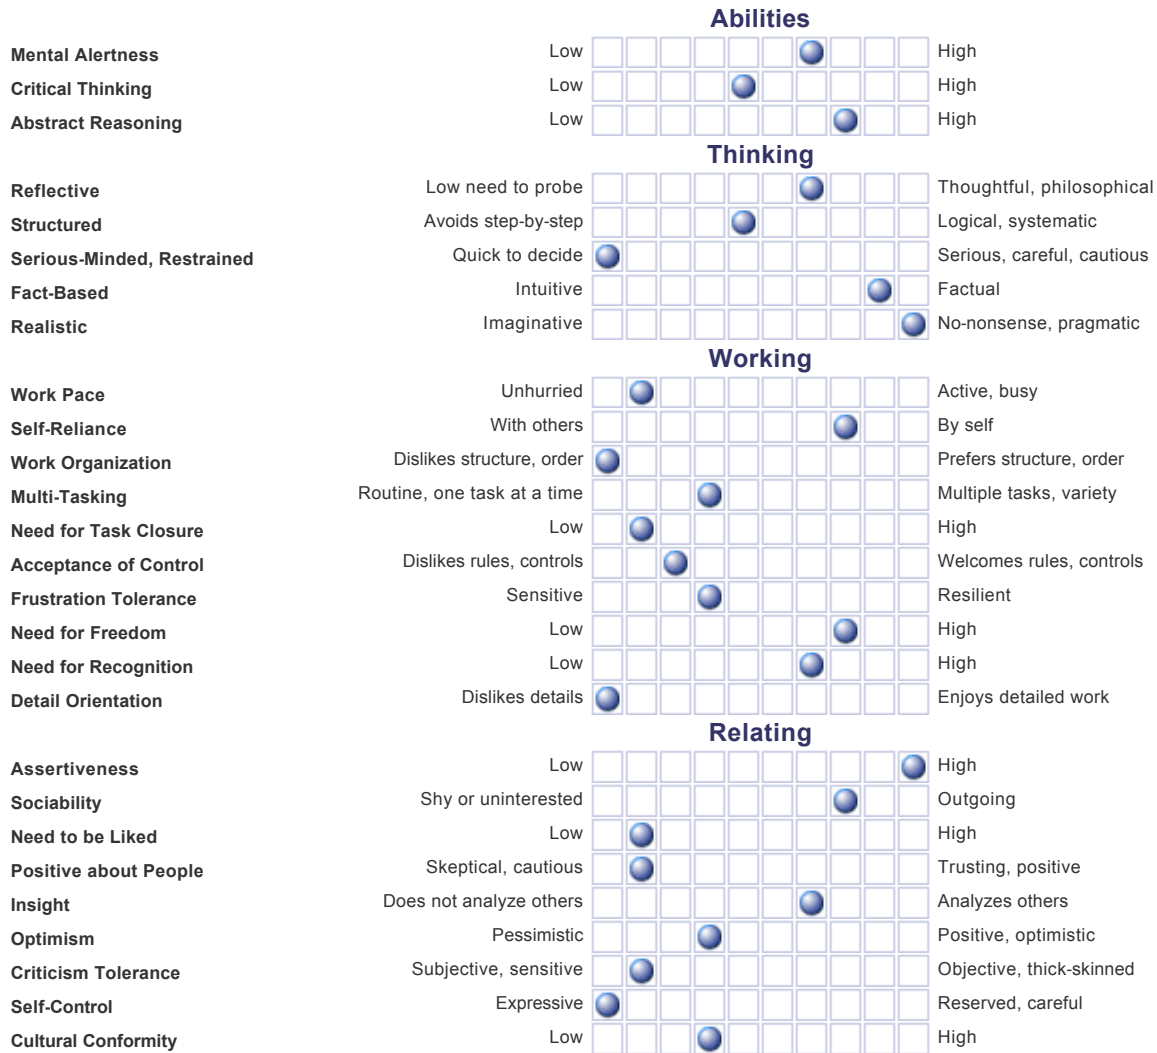 Abilities
Mental Alertness Low High
Critical Thinking Low High
Abstract Reasoning Low High
Thinking
Reflective Low need to probe Thoughtful, philosophical
Structured Avoids step-by-step Logical, systematic
Serious-Minded, Restrained Quick to decide Serious, careful, cautious
Fact-Based Intuitive Factual
Realistic Imaginative No-nonsense, pragmatic
Working
Work Pace Unhurried Active, busy
Self-Reliance With others By self
Work Organization Dislikes structure, order Prefers structure, order
Multi-Tasking Routine, one task at a time Multiple tasks, variety
Need for Task Closure Low High
Acceptance of Control Dislikes rules, controls Welcomes rules, controls
Frustration Tolerance Sensitive Resilient
Need for Freedom Low High
Need for Recognition Low High
Detail Orientation Dislikes details Enjoys detailed work
Relating
Assertiveness Low High
Sociability Shy or uninterested Outgoing
Need to be Liked Low High
Positive about People Skeptical, cautious Trusting, positive
Insight Does not analyze others Analyzes others
Optimism Pessimistic Positive, optimistic
Criticism Tolerance Subjective, sensitive Objective, thick-skinned
Self-Control Expressive Reserved, careful
Cultural Conformity Low High